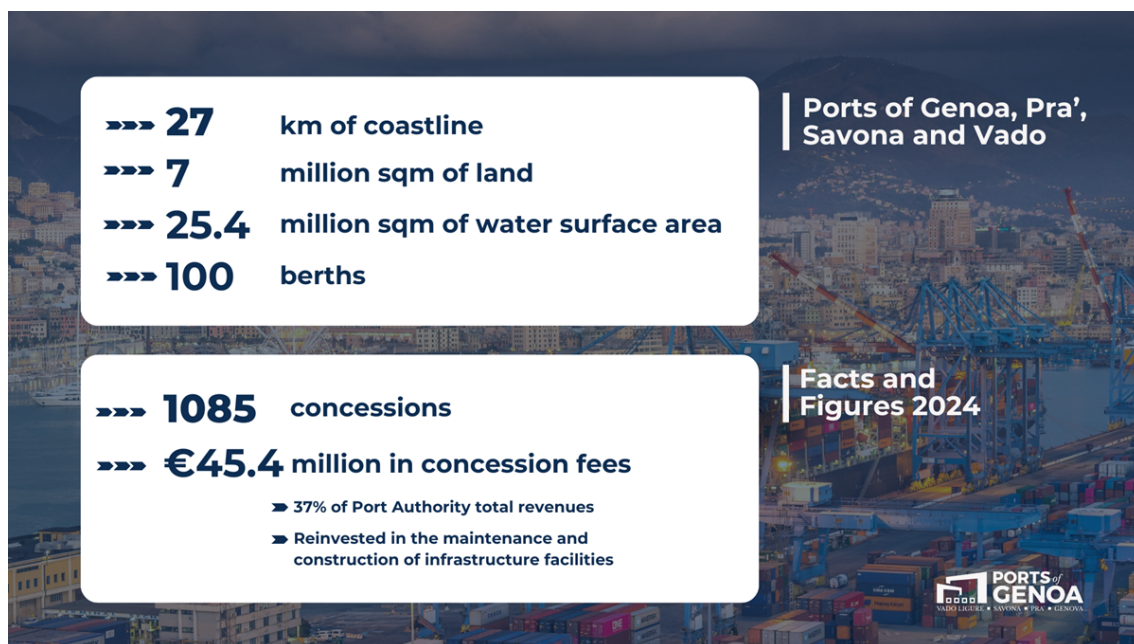 27 km of coastline
7 million sqm of land
25.4 million sqm of water surface area
100 berths
Ports of Genoa, Pra’,
Savona and Vado
1085 concessions
€45.4 million in concession fees
37% of Port Authority total revenues
Reinvested in the maintenance and
construction of infrastructure facilities
Facts and
Figures 2024
PORTS of
GENOA
VADO LIGURE • SAVONA • PRA' • GENOVA